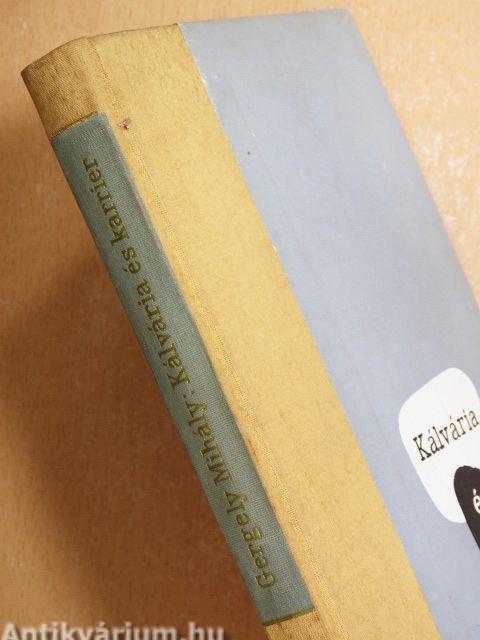 Gergely Mihály: Kálvária és karrier
Kálvária
é
Antikvárium.hu